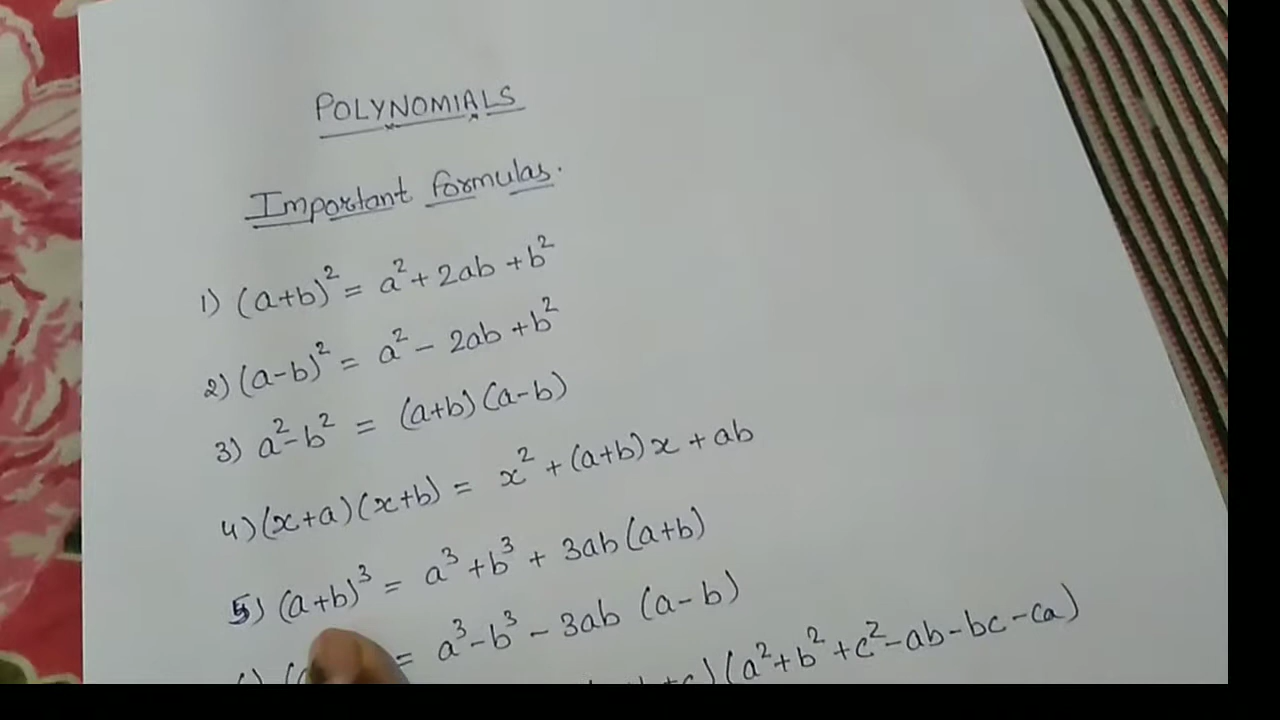 POLYNOMIALS
Important formulas.
1) (a+b)² = a² + 2ab + b²
2) (a-b)² = a² - 2ab + b²
3) a² - b² = (a+b) (a-b)
4) (x+a) (x+b) = x² + (a+b) x + ab
5) (a+b)³ = a³ + b³ + 3ab (a+b)
= a³ - b³ - 3ab (a-b)
(a² + b² + c² - ab - bc - ca)